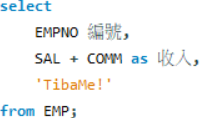 select
EMPNO 編號,
SAL + COMM as 收入,
'TibaMe!'
from EMP;